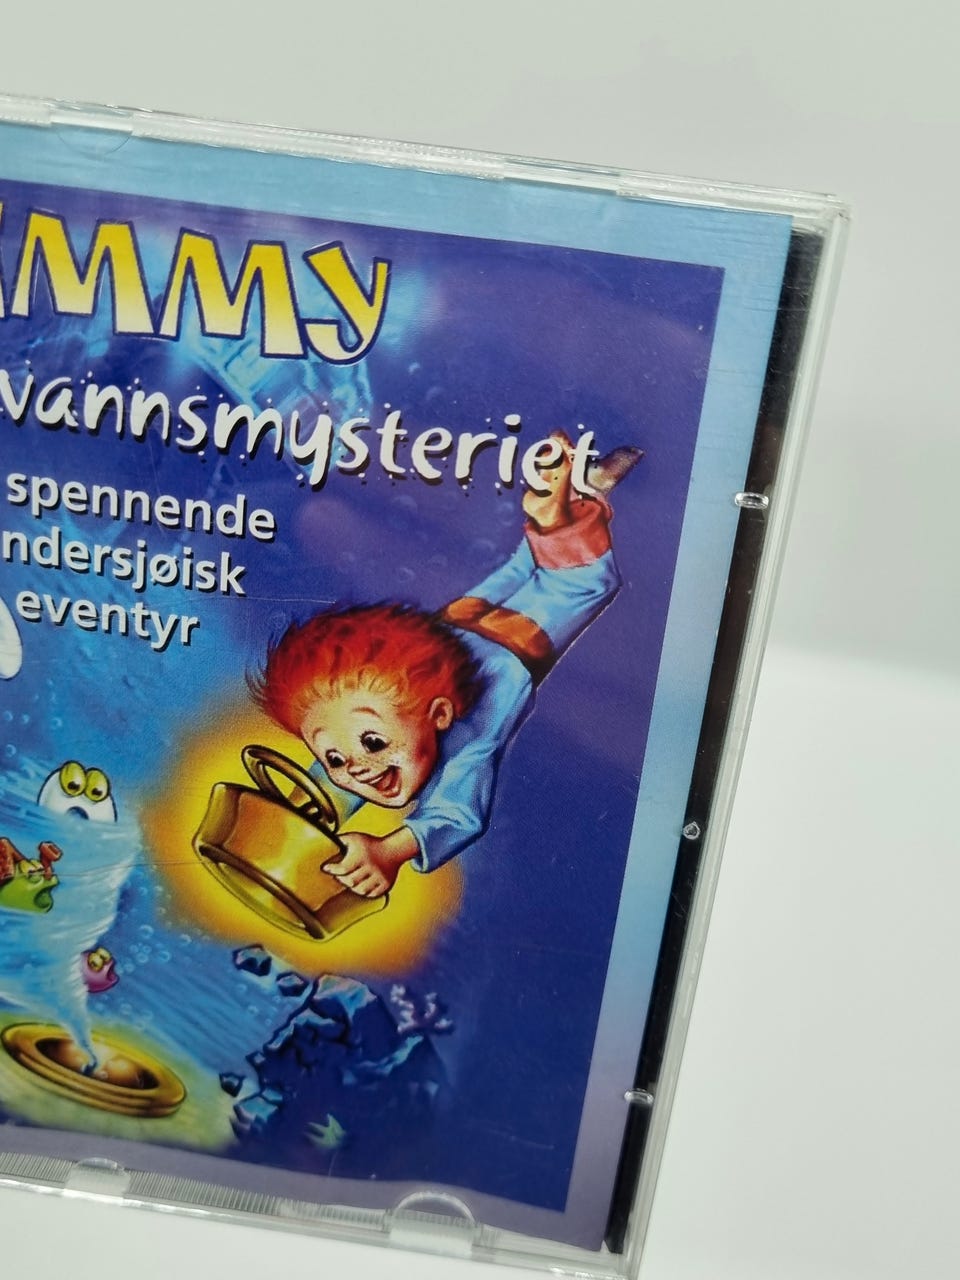 MMY
vannsmysteriet
spennende
ndersjøisk
eventyr